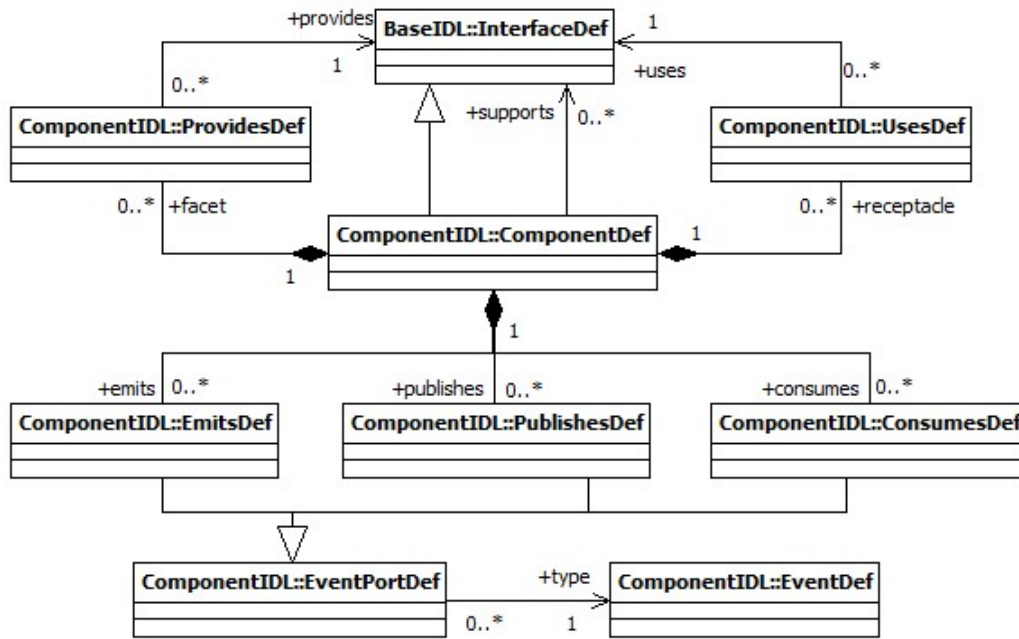 +provides
BaseIDL::InterfaceDef
1
1
+uses
0..*
+supports
0..*
0..*
ComponentIDL::ProvidesDef
ComponentIDL::UsesDef
0..* +facet
0..* +receptacle
ComponentIDL::ComponentDef
1
1
1
+emits 0..*
+publishes 0..*
+consumes 0..*
ComponentIDL::EmitsDef
ComponentIDL::PublishesDef
ComponentIDL::ConsumesDef
ComponentIDL::EventPortDef
+type
ComponentIDL::EventDef
0..*
1